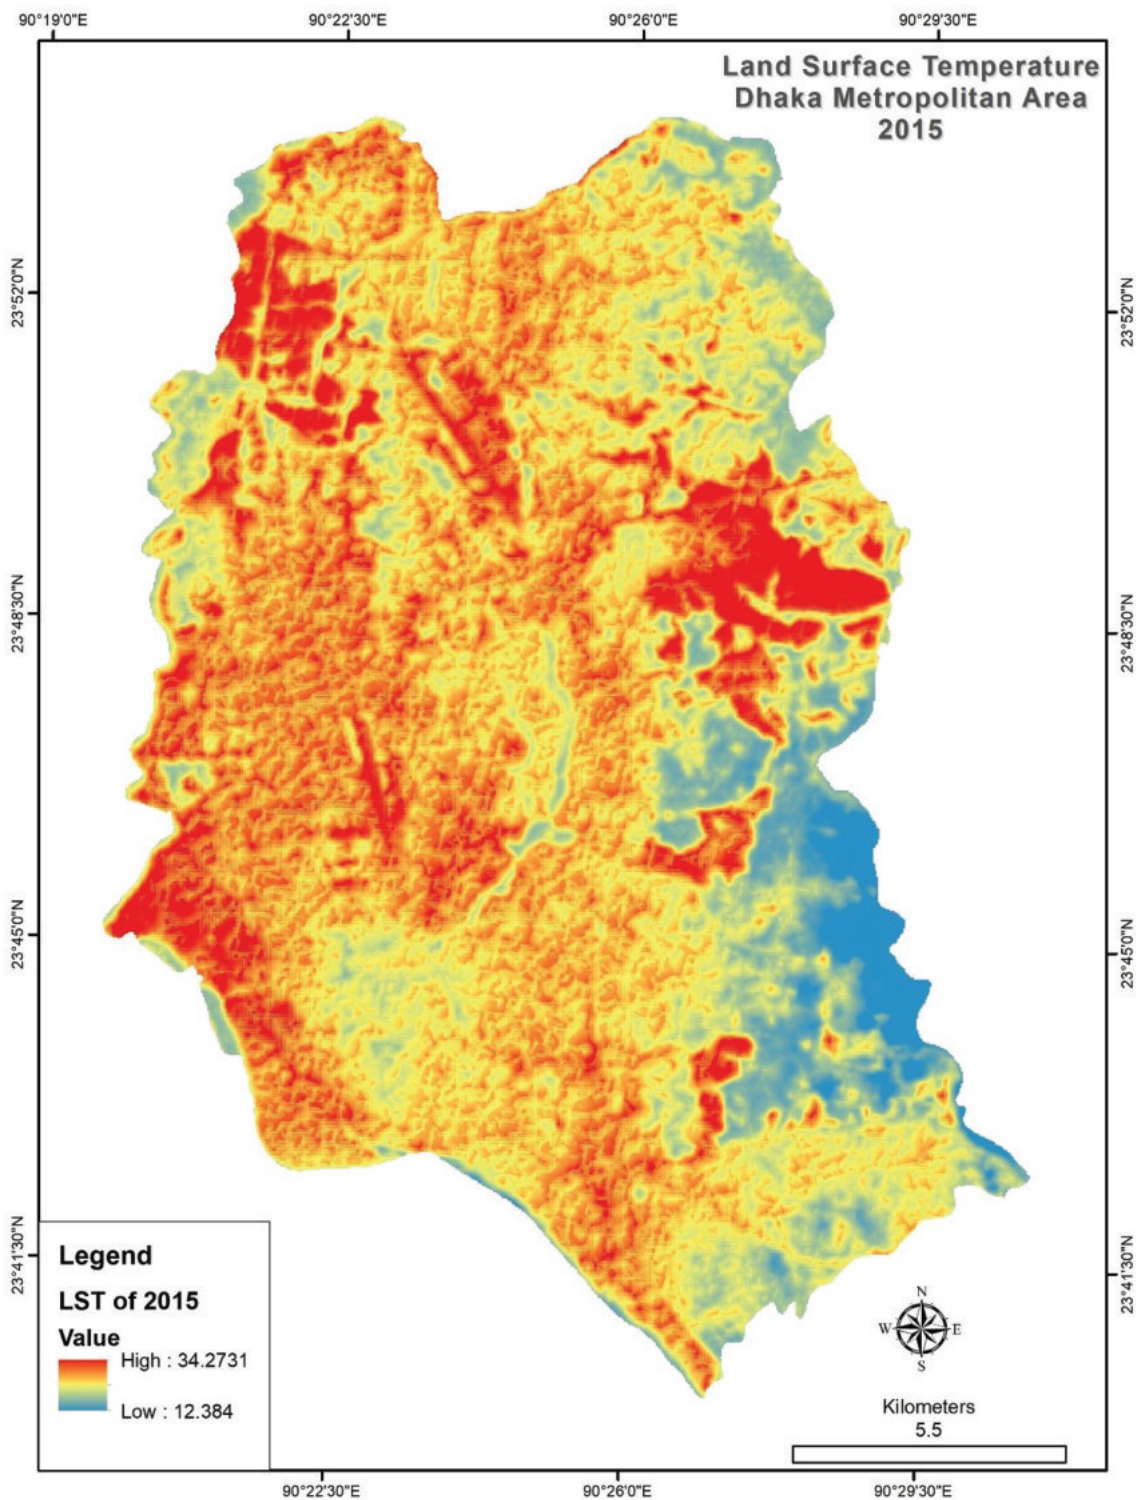 90°19'0"E 90°22'30"E 90°26'0"E 90°29'30"E
Land Surface Temperature
Dhaka Metropolitan Area
2015
23°52'0"N
23°52'0"N
23°48'30"N
23°48'30"N
23°45'0"N
23°45'0"N
23°41'30"N
23°41'30"N
Legend
LST of 2015
Value
High : 34.2731
Low : 12.384
N
W E
S
Kilometers
5.5
90°22'30"E 90°26'0"E 90°29'30"E